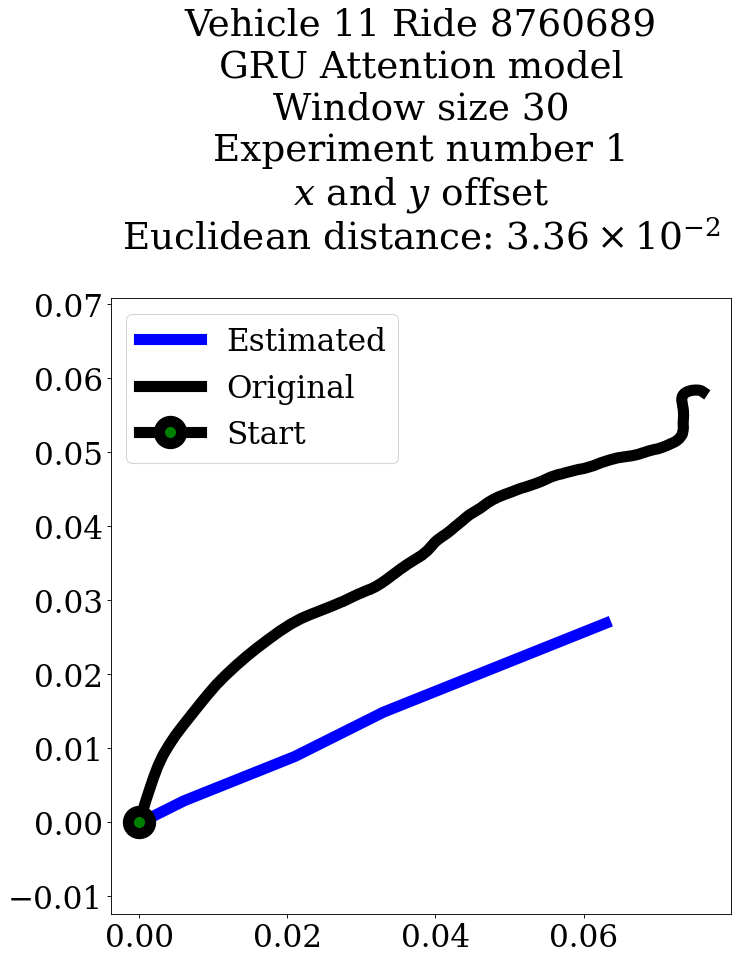 Vehicle 11 Ride 8760689
GRU Attention model
Window size 30
Experiment number 1
x and y offset
Euclidean distance: 3.36 × 10⁻²
Estimated
Original
Start
0.07
0.06
0.05
0.04
0.03
0.02
0.01
0.00
−0.01
0.00 0.02 0.04 0.06